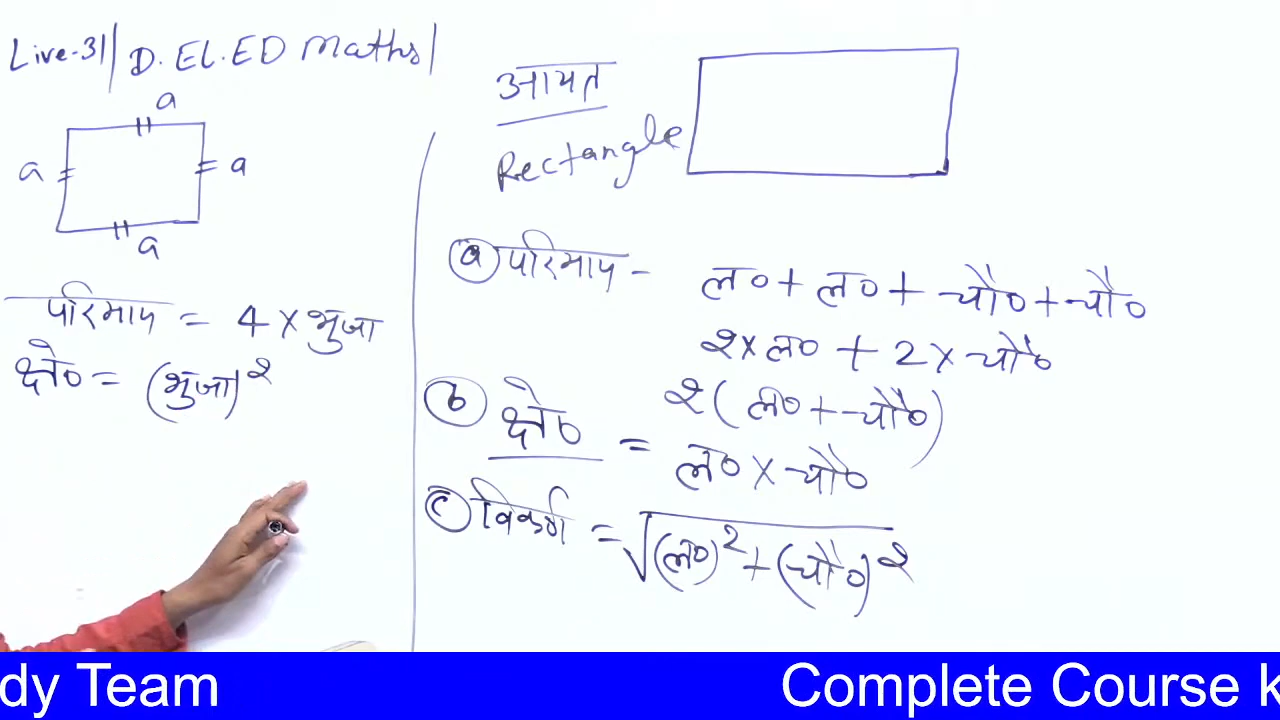 Live-31 | D.EL.ED Maths |
a
a
a
a
परिमाप = 4 × भुजा
क्षे० = (भुजा)²
आयत
Rectangle
(a) परिमाप - ल० + ल० + चौ० + चौ०
2 × ल० + 2 × चौ०
2 ( ल० + चौ० )
(b) क्षे० = ल० × चौ०
(c) विकर्ण = √(ल०)² + (चौ०)²
dy Team
Complete Course k